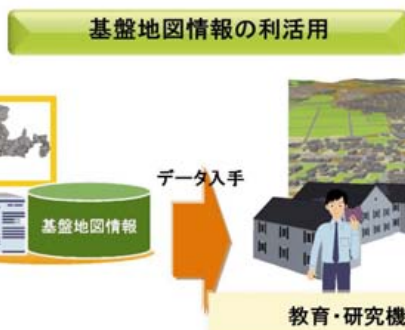 基盤地図情報の利活用
データ入手
基盤地図情報
教育・研究機